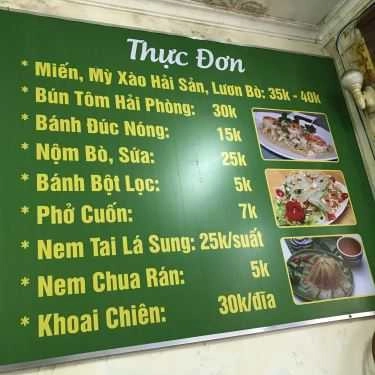 Thực Đơn
* Miến, Mỳ Xào Hải Sản, Lươn Bò: 35k - 40k
* Bún Tôm Hải Phòng: 30k
* Bánh Đúc Nóng: 15k
* Nộm Bò, Sứa: 25k
* Bánh Bột Lọc: 5k
* Phở Cuốn: 7k
* Nem Tai Lá Sung: 25k/suất
* Nem Chua Rán: 5k
* Khoai Chiên: 30k/đĩa